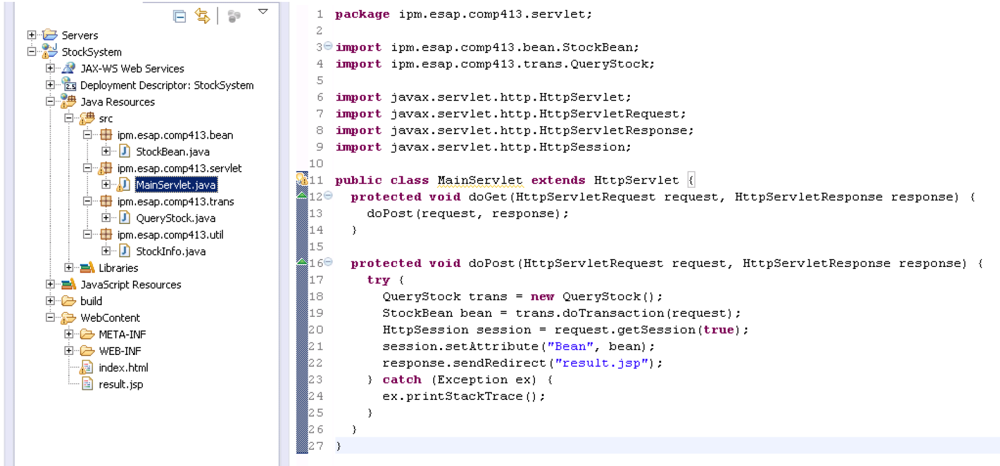 Servers
StockSystem
JAX-WS Web Services
2.5 Deployment Descriptor: StockSystem
Java Resources
src
ipm.esap.comp413.bean
J StockBean.java
ipm.esap.comp413.servlet
J MainServlet.java
ipm.esap.comp413.trans
J QueryStock.java
ipm.esap.comp413.util
J StockInfo.java
Libraries
JavaScript Resources
build
WebContent
META-INF
WEB-INF
index.html
result.jsp
1 package ipm.esap.comp413.servlet;
2
3 import ipm.esap.comp413.bean.StockBean;
4 import ipm.esap.comp413.trans.QueryStock;
5
6 import javax.servlet.http.HttpServlet;
7 import javax.servlet.http.HttpServletRequest;
8 import javax.servlet.http.HttpServletResponse;
9 import javax.servlet.http.HttpSession;
10
11 public class MainServlet extends HttpServlet {
12 protected void doGet(HttpServletRequest request, HttpServletResponse response) {
13 doPost(request, response);
14 }
15
16 protected void doPost(HttpServletRequest request, HttpServletResponse response) {
17 try {
18 QueryStock trans = new QueryStock();
19 StockBean bean = trans.doTransaction(request);
20 HttpSession session = request.getSession(true);
21 session.setAttribute("Bean", bean);
22 response.sendRedirect("result.jsp");
23 } catch (Exception ex) {
24 ex.printStackTrace();
25 }
26 }
27 }